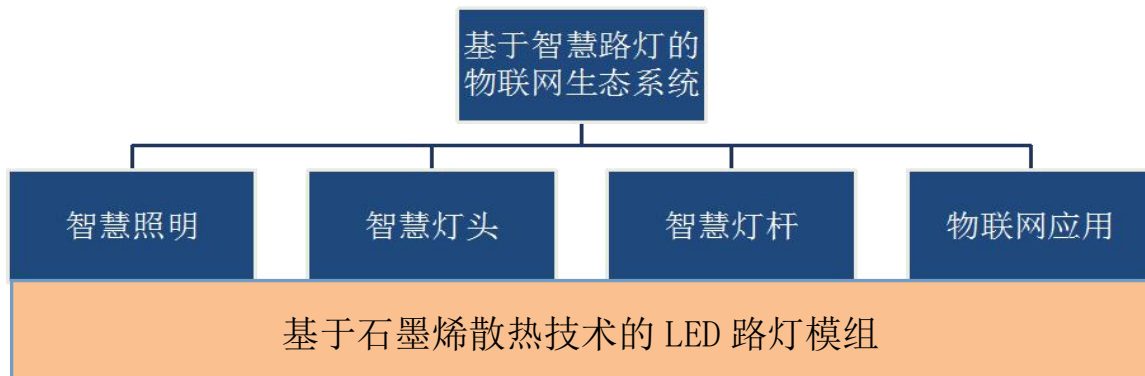 基于智慧路灯的
物联网生态系统
智慧照明
智慧灯头
智慧灯杆
物联网应用
基于石墨烯散热技术的 LED 路灯模组